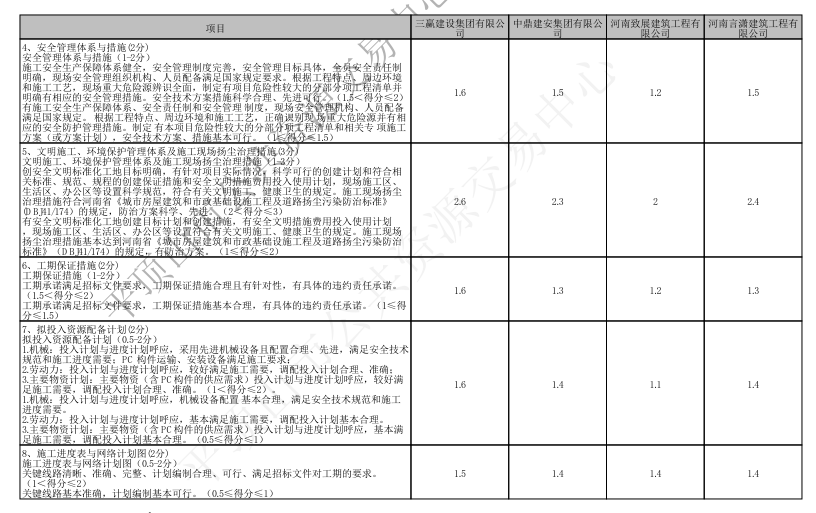 项目
三赢建设集团有限公
司
中鼎建安集团有限公
司
河南致展建筑工程有
限公司
河南言潇建筑工程有
限公司
4、安全管理体系与措施(2分)
安全管理体系与措施（1-2分）
施工安全生产保障体系健全，安全管理制度完善，安全管理目标具体，全员安全责任制
明确，现场安全管理组织机构、人员配备满足国家规定要求。根据工程特点、周边环境
和施工工艺，现场重大危险源辨识全面，制定有项目危险性较大的分部分项工程清单并
明确有相应的安全管理措施。安全技术方案措施科学合理、先进可行。（1.5＜得分≤2）
有施工安全生产保障体系、安全责任制和安全管理 制度，现场安全管理机构、人员配备
满足国家规定。 根据工程特点、周边环境和施工工艺，正确识别现场重大危险源并有相
应的安全防护管理措施。制定 有本项目危险性较大的分部分项工程清单和相关专 项施工
方案（或方案计划），安全技术方案、措施基本可行。（1≤得分≤1.5）
1.6
1.5
1.2
1.5
5、文明施工、环境保护管理体系及施工现场扬尘治理措施(3分)
文明施工、环境保护管理体系及施工现场扬尘治理措施（1-3分）
创安全文明标准化工地目标明确，有针对项目实际情况，科学可行的创建计划和符合相
关标准、规范、规程的创建保证措施和安全文明措施费用投入使用计划，现场施工区、
生活区、办公区等设置科学规范，符合有关文明施工、健康卫生的规定。施工现场扬尘
治理措施符合河南省《城市房屋建筑和市政基础设施工程及道路扬尘污染防治标准》
（DBJ41/174）的规定，防治方案科学、先进。（2＜得分≤3）
有安全文明标准化工地创建目标计划和创建措施，有安全文明措施费用投入使用计划
，现场施工区、生活区、办公区等设置符合有关文明施工、健康卫生的规定。施工现场
扬尘治理措施基本达到河南省《城市房屋建筑和市政基础设施工程及道路扬尘污染防治
标准》（DBJ41/174）的规定，有防治方案。（1≤得分≤2）
2.6
2.3
2
2.4
6、工期保证措施(2分)
工期保证措施（1-2分）
工期承诺满足招标文件要求，工期保证措施合理且有针对性，有具体的违约责任承诺。
（1.5＜得分≤2）
工期承诺满足招标文件要求，工期保证措施基本合理，有具体的违约责任承诺。（1≤得
分≤1.5）
1.6
1.3
1.2
1.3
7、拟投入资源配备计划(2分)
拟投入资源配备计划（0.5-2分）
1.机械：投入计划与进度计划呼应，采用先进机械设备且配置合理、先进，满足安全技术
规范和施工进度需要；PC 构件运输、安装设备满足施工要求；
2.劳动力：投入计划与进度计划呼应，较好满足施工需要，调配投入计划合理、准确；
3.主要物资计划：主要物资（含 PC 构件的供应需求）投入计划与进度计划呼应，较好满
足施工需要，调配投入计划合理、准确。（1＜得分≤2）。
1.机械：投入计划与进度计划呼应，机械设备配置 基本合理，满足安全技术规范和施工
进度需要。
2.劳动力：投入计划与进度计划呼应，基本满足施工需要，调配投入计划基本合理。
3.主要物资计划：主要物资（含 PC 构件的供应需求）投入计划与进度计划呼应，基本满
足施工需要，调配投入计划基本合理。（0.5≤得分≤1）
1.6
1.4
1.1
1.4
8、施工进度表与网络计划图(2分)
施工进度表与网络计划图（0.5-2分）
关键线路清晰、准确、完整、计划编制合理、可行、满足招标文件对工期的要求。
（1＜得分≤2）
关键线路基本准确，计划编制基本可行。（0.5≤得分≤1）
1.5
1.4
1.4
1.4